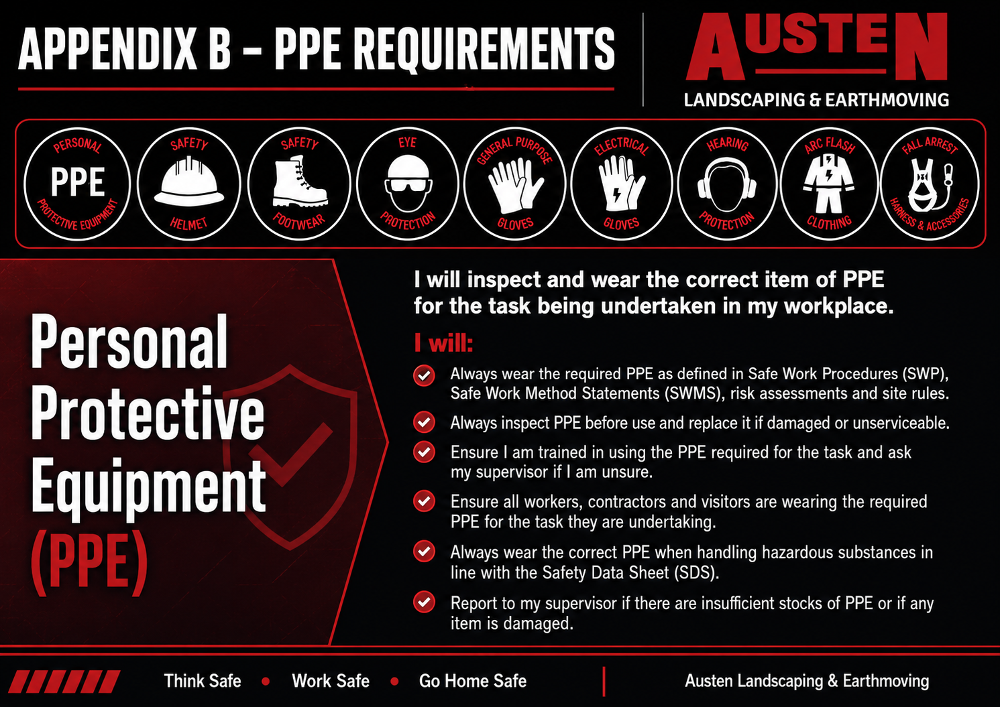 APPENDIX B – PPE REQUIREMENTS
AUSTEN
LANDSCAPING & EARTHMOVING
PERSONAL
PPE
PROTECTIVE EQUIPMENT
SAFETY
HELMET
SAFETY
FOOTWEAR
EYE
PROTECTION
GENERAL PURPOSE
GLOVES
ELECTRICAL
GLOVES
HEARING
PROTECTION
ARC FLASH
CLOTHING
FALL ARREST
HARNESS & ACCESSORIES
Personal
Protective
Equipment
(PPE)
I will inspect and wear the correct item of PPE
for the task being undertaken in my workplace.
I will:
Always wear the required PPE as defined in Safe Work Procedures (SWP),
Safe Work Method Statements (SWMS), risk assessments and site rules.
Always inspect PPE before use and replace it if damaged or unserviceable.
Ensure I am trained in using the PPE required for the task and ask
my supervisor if I am unsure.
Ensure all workers, contractors and visitors are wearing the required
PPE for the task they are undertaking.
Always wear the correct PPE when handling hazardous substances in
line with the Safety Data Sheet (SDS).
Report to my supervisor if there are insufficient stocks of PPE or if any
item is damaged.
Think Safe • Work Safe • Go Home Safe
Austen Landscaping & Earthmoving